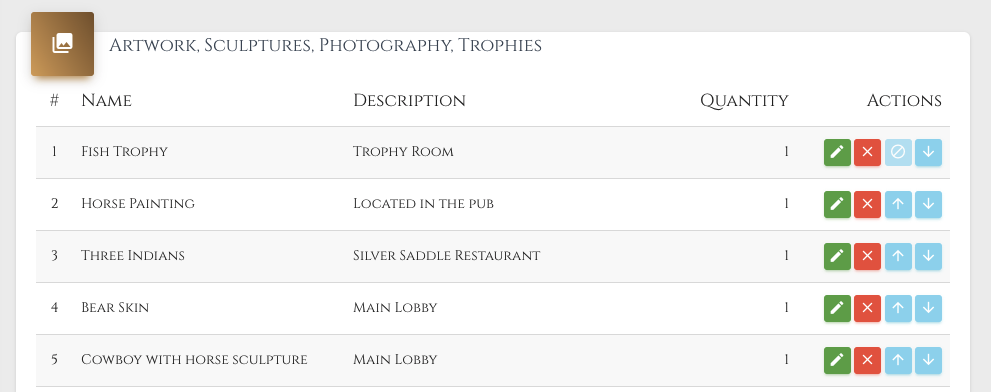 Artwork, Sculptures, Photography, Trophies
# Name Description Quantity Actions
1 Fish Trophy Trophy Room 1
2 Horse Painting Located in the pub 1
3 Three Indians Silver Saddle Restaurant 1
4 Bear Skin Main Lobby 1
5 Cowboy with horse sculpture Main Lobby 1